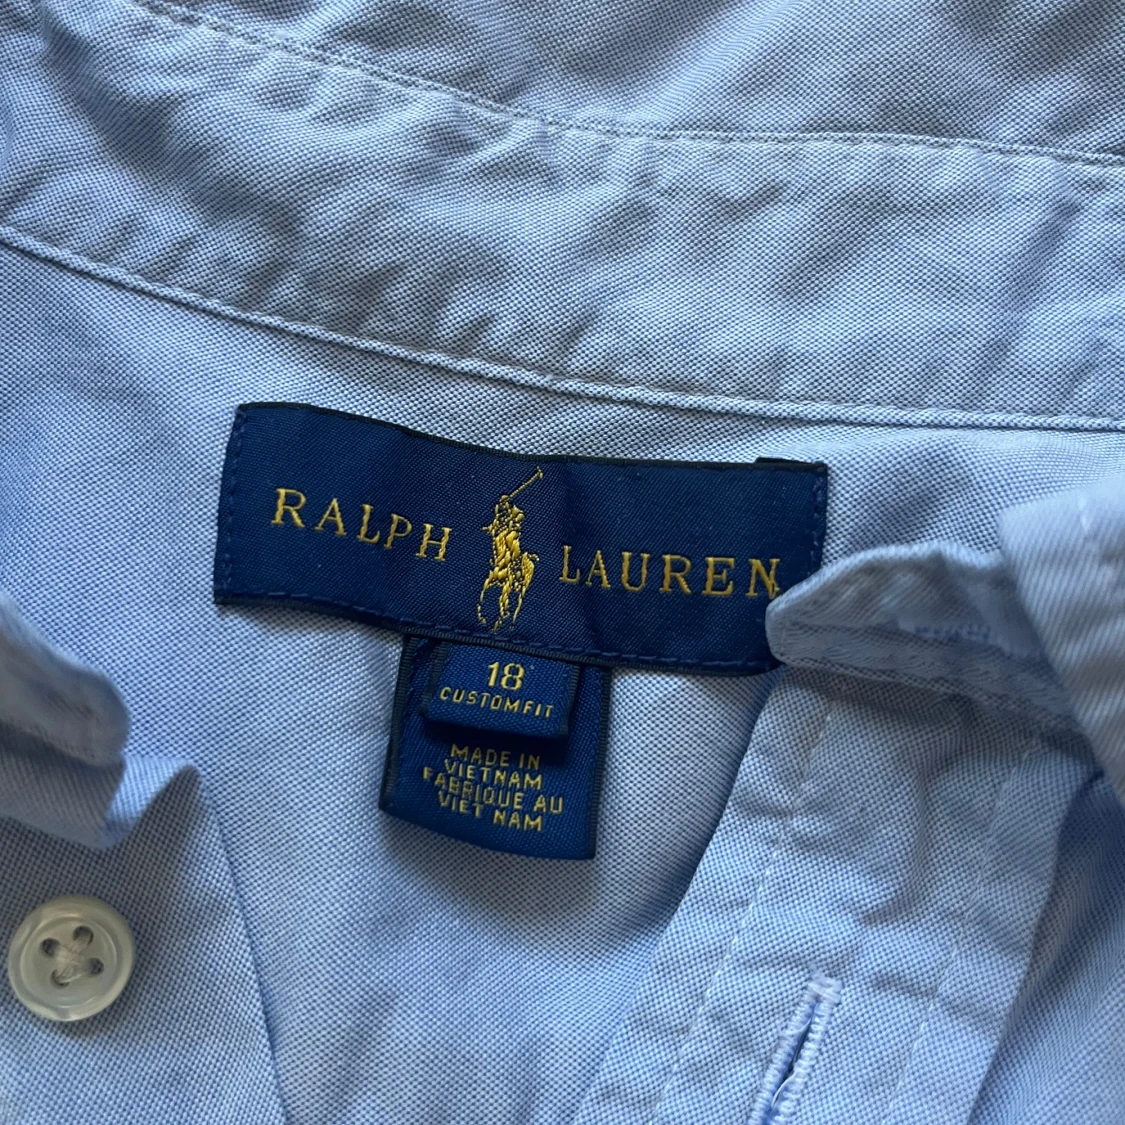 RALPH LAUREN
18
CUSTOM FIT
MADE IN
VIETNAM
FABRIQUE AU
VIET NAM